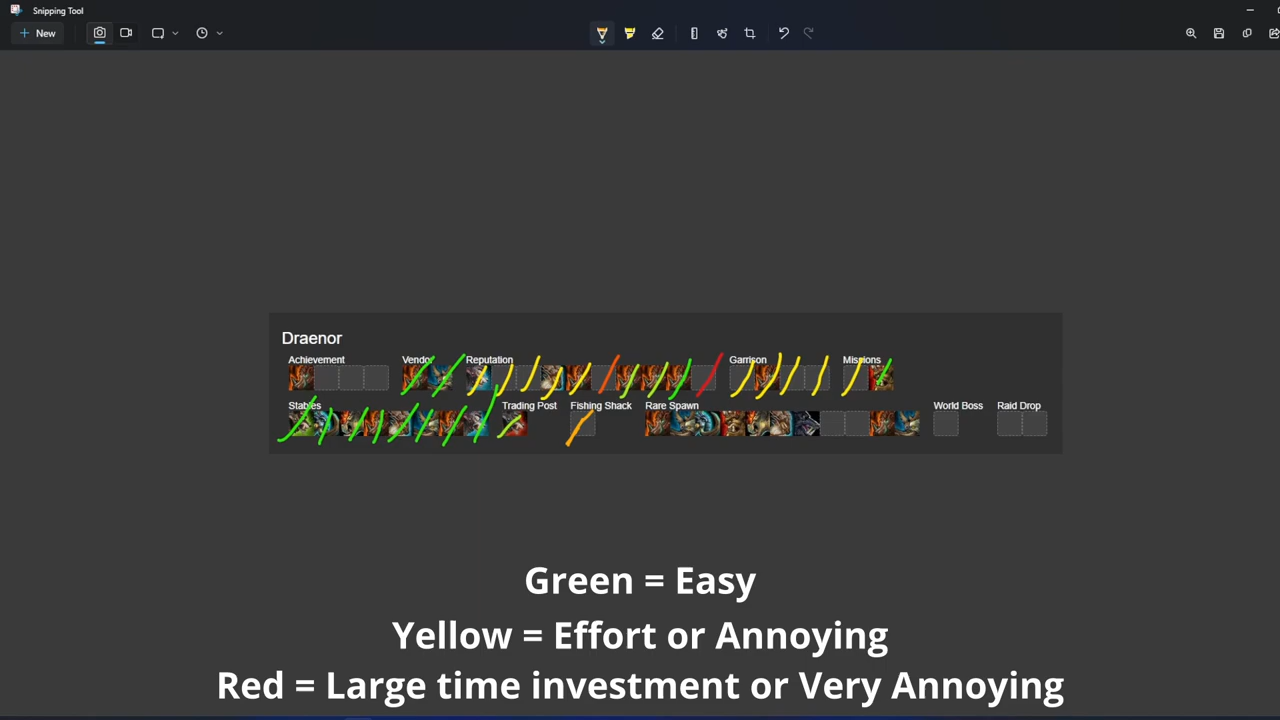 Snipping Tool
New
Draenor
Achievement Vendor Reputation Garrison Missions
Stables Trading Post Fishing Shack Rare Spawn World Boss Raid Drop
Green = Easy
Yellow = Effort or Annoying
Red = Large time investment or Very Annoying